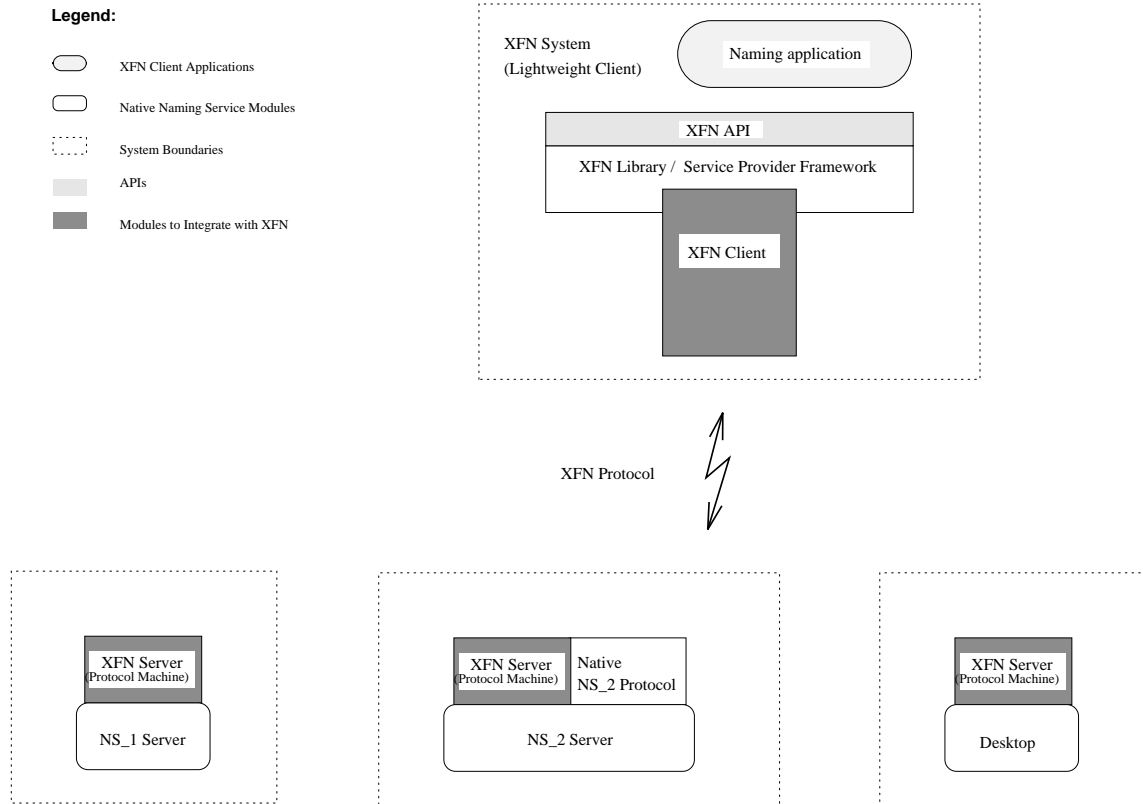 Legend:
XFN Client Applications
Native Naming Service Modules
System Boundaries
APIs
Modules to Integrate with XFN
XFN System
(Lightweight Client)
Naming application
XFN API
XFN Library / Service Provider Framework
XFN Client
XFN Protocol
XFN Server
(Protocol Machine)
NS_1 Server
XFN Server
(Protocol Machine)
Native
NS_2 Protocol
NS_2 Server
XFN Server
(Protocol Machine)
Desktop